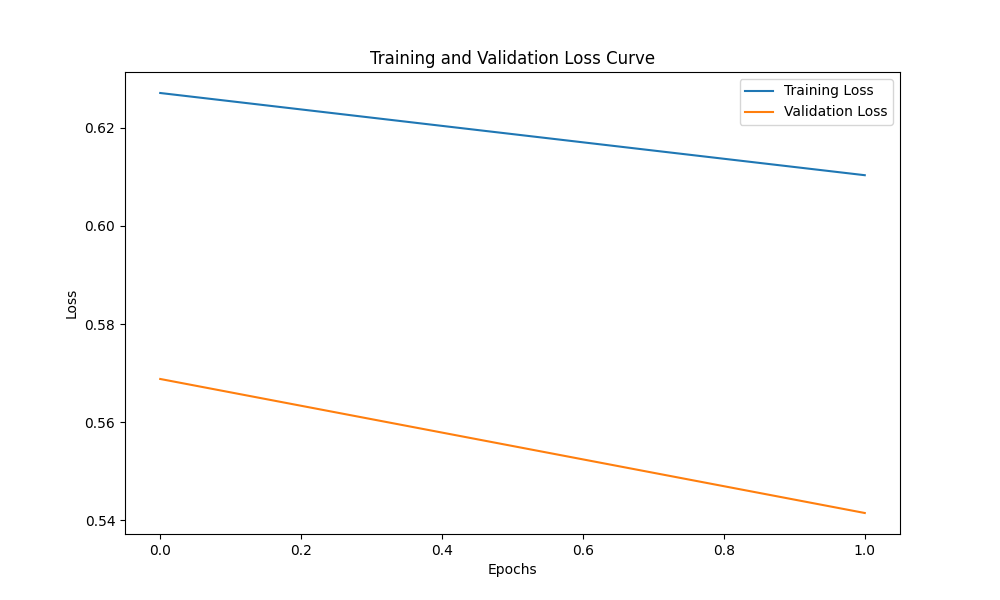 Training and Validation Loss Curve
Training Loss
Validation Loss
0.62
0.60
0.58
0.56
0.54
Loss
0.0 0.2 0.4 0.6 0.8 1.0
Epochs